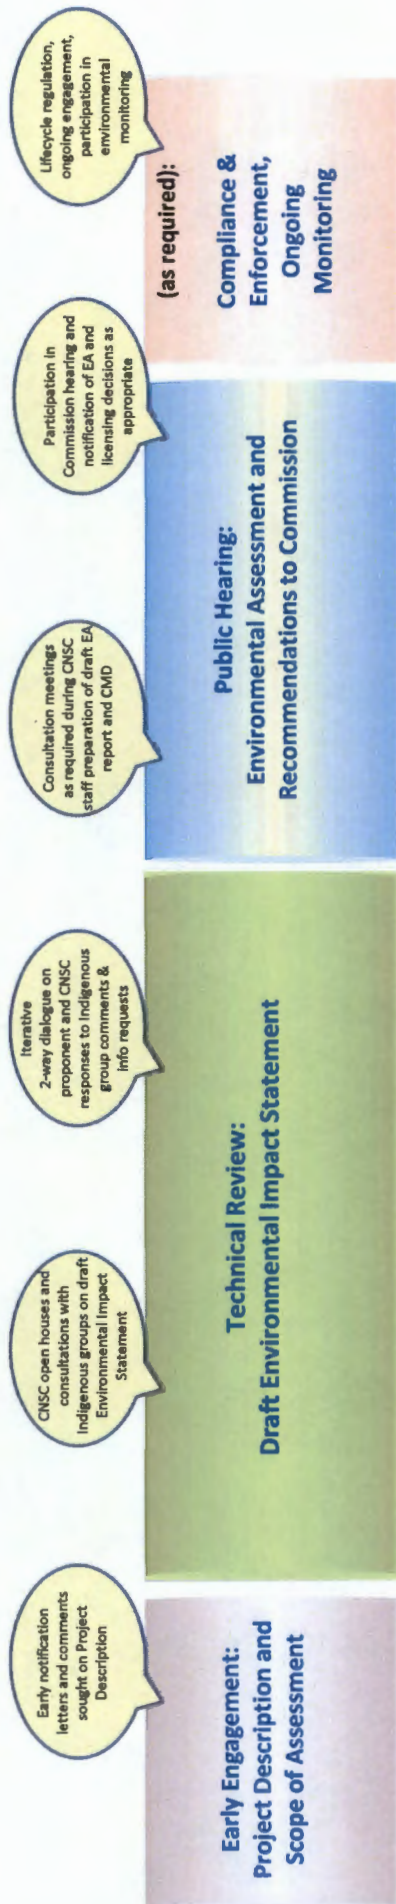 Early notification
letters and comments
sought on Project
Description
CNSC open houses and
consultations with
Indigenous groups on draft
Environmental Impact
Statement
Iterative
2-way dialogue on
proponent and CNSC
responses to Indigenous
group comments &
info requests
Consultation meetings
as required during CNSC
staff preparation of draft EA
report and CMD
Participation in
Commission hearing and
notification of EA and
licensing decisions as
appropriate
Lifecycle regulation,
ongoing engagement,
participation in
environmental
monitoring
Early Engagement:
Project Description and
Scope of Assessment
Technical Review:
Draft Environmental Impact Statement
Public Hearing:
Environmental Assessment and
Recommendations to Commission
(as required):
Compliance &
Enforcement,
Ongoing
Monitoring